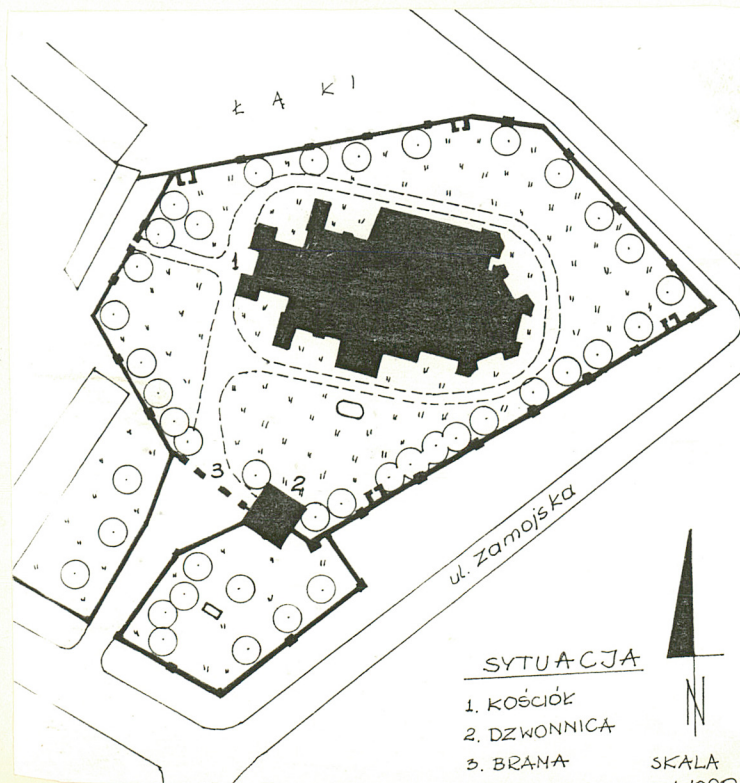 ŁĄKI
1
3
2
ul. Zamojska
SYTUACJA
1. KOŚCIÓŁ
2. DZWONNICA
3. BRAMA
N
SKALA